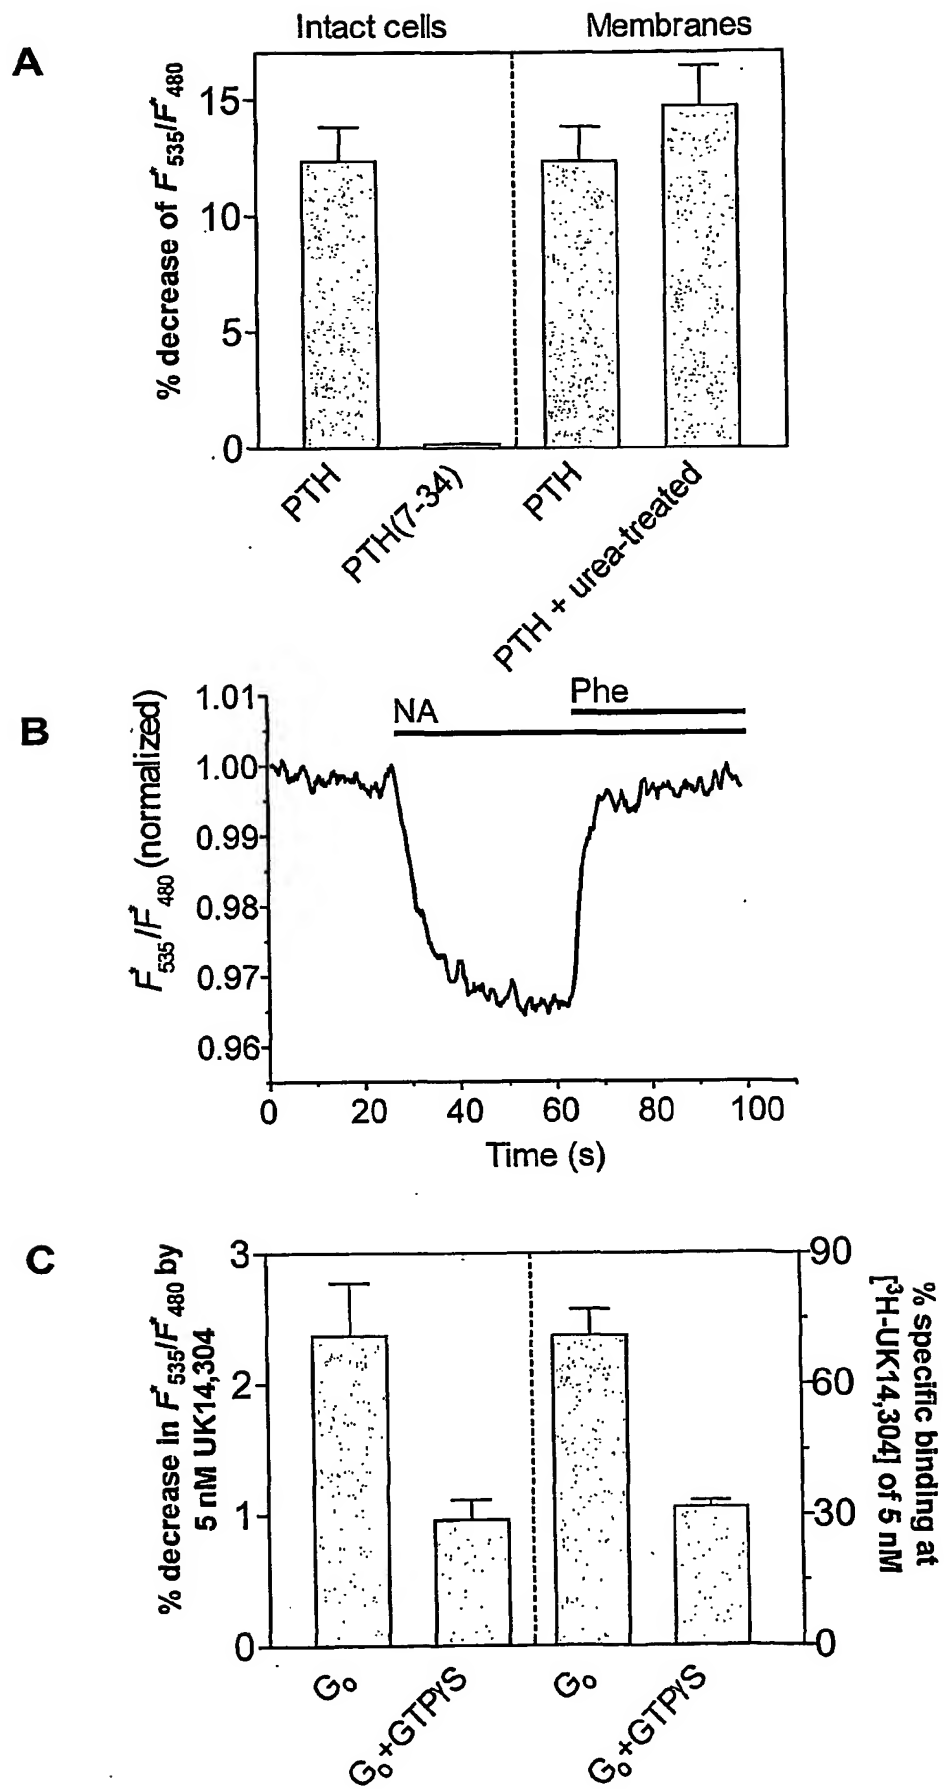 A
Intact cells
Membranes
% decrease of F*535/F*480
15
10
5
0
PTH
PTH(7-34)
PTH
PTH + urea-treated
B
F*535/F*480 (normalized)
1.01
1.00
0.99
0.98
0.97
0.96
NA
Phe
0
20
40
60
80
100
Time (s)
C
% decrease in F*535/F*480 by
5 nM UK14,304
3
2
1
0
90
60
30
0
% specific binding at
[³H-UK14,304] of 5 nM
Go
Go+GTPγS
Go
Go+GTPγS